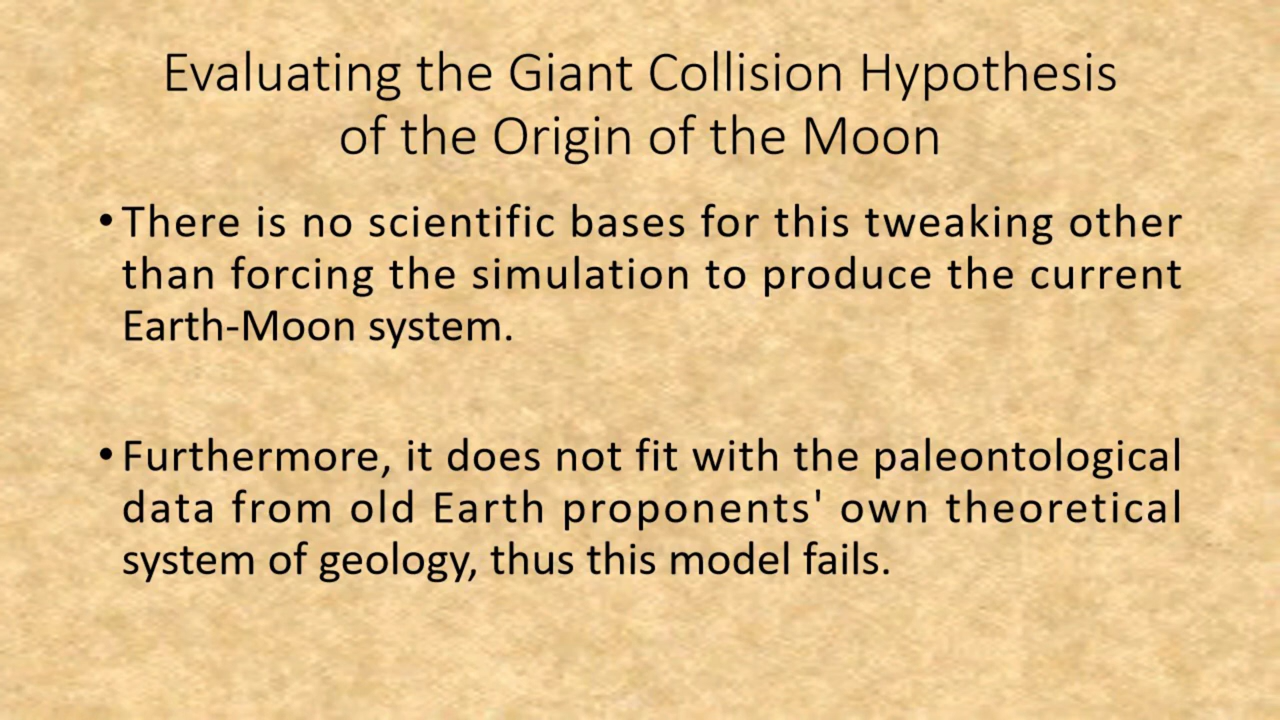 Evaluating the Giant Collision Hypothesis
of the Origin of the Moon
•There is no scientific bases for this tweaking other
than forcing the simulation to produce the current
Earth-Moon system.
•Furthermore, it does not fit with the paleontological
data from old Earth proponents' own theoretical
system of geology, thus this model fails.